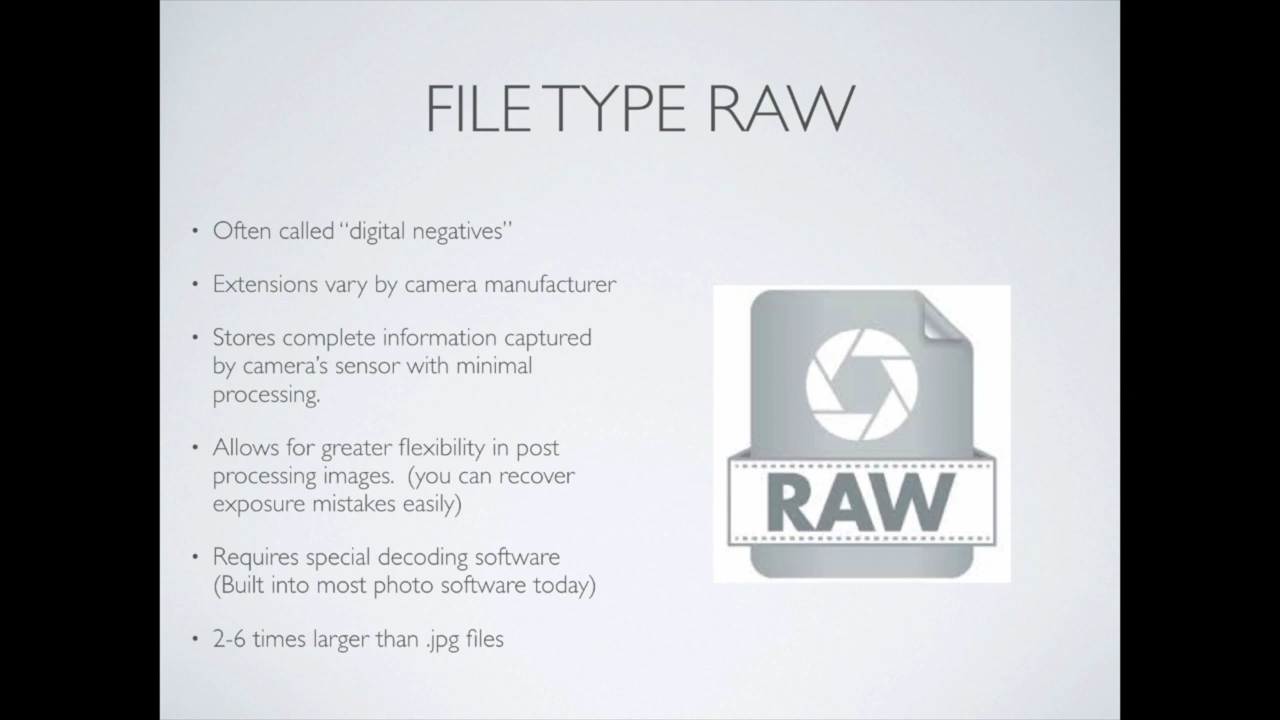 FILE TYPE RAW
• Often called “digital negatives”
• Extensions vary by camera manufacturer
• Stores complete information captured
by camera’s sensor with minimal
processing.
• Allows for greater flexibility in post
processing images.  (you can recover
exposure mistakes easily)
• Requires special decoding software
(Built into most photo software today)
• 2-6 times larger than .jpg files
RAW